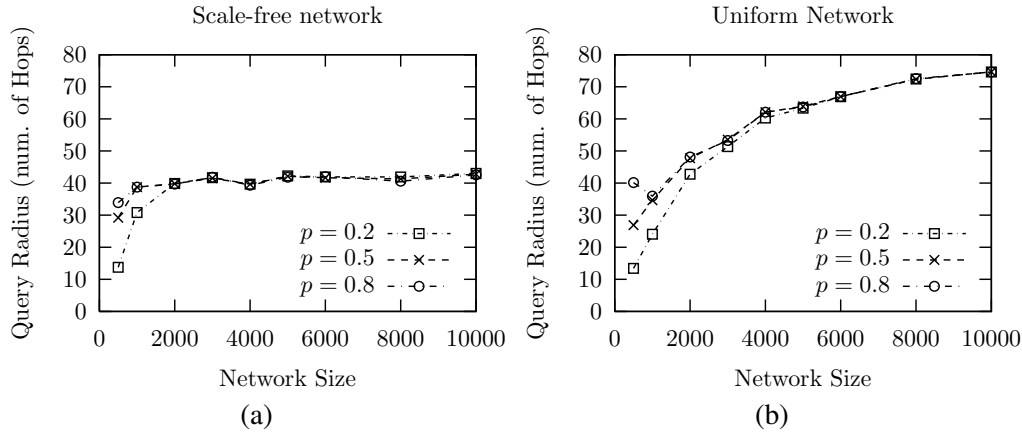 Scale-free network
Query Radius (num. of Hops)
80
70
60
50
40
30
20
10
0
p = 0.2
p = 0.5
p = 0.8
0 2000 4000 6000 8000 10000
Network Size
(a)
Uniform Network
Query Radius (num. of Hops)
80
70
60
50
40
30
20
10
0
p = 0.2
p = 0.5
p = 0.8
0 2000 4000 6000 8000 10000
Network Size
(b)